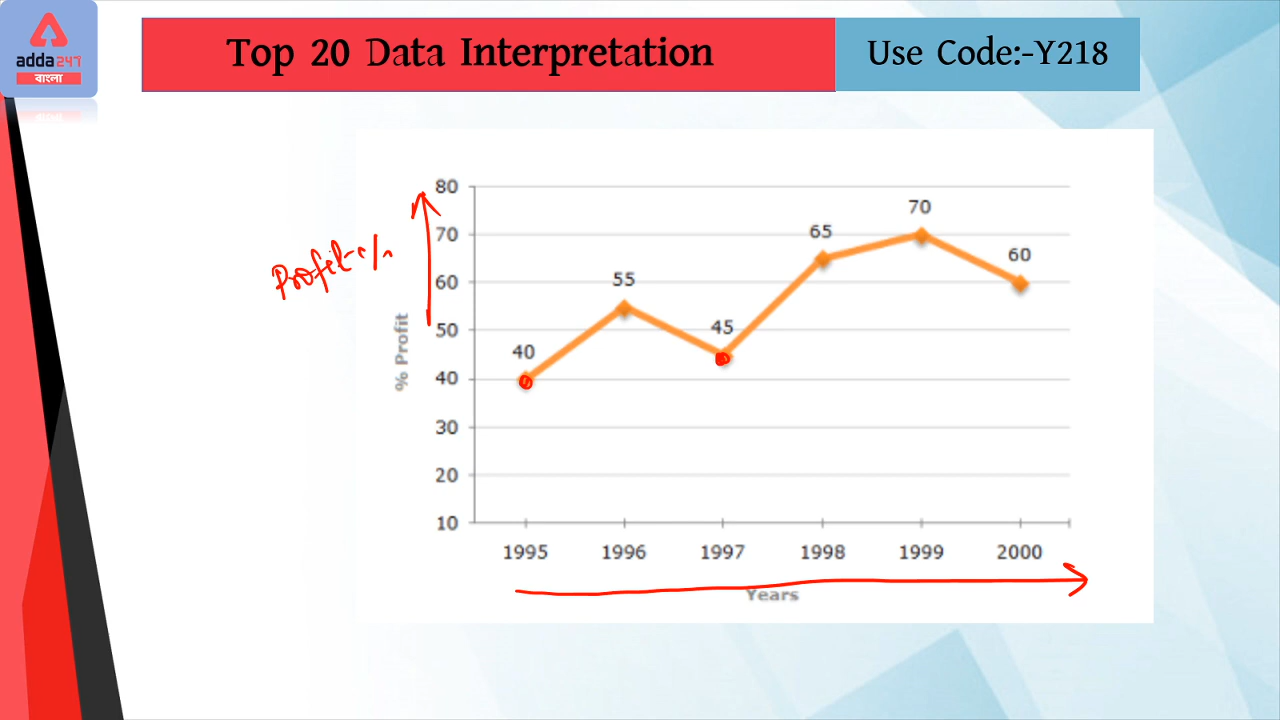 adda247
বাংলা
Top 20 Data Interpretation
Use Code:-Y218
Profit %
% Profit
80
70
60
50
40
30
20
10
40
55
45
65
70
60
1995 1996 1997 1998 1999 2000
Years